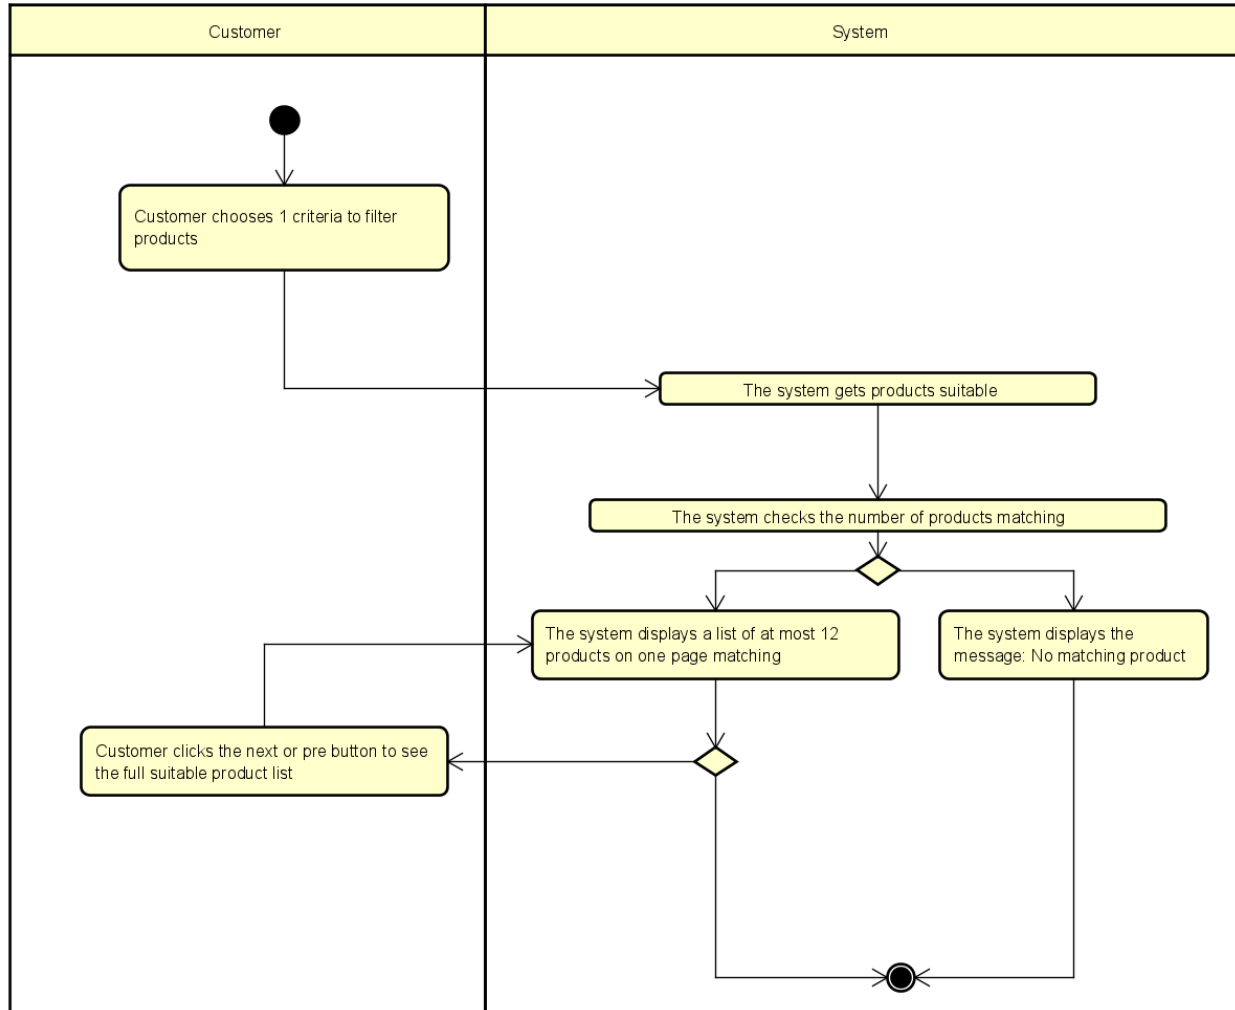 Customer
System
Customer chooses 1 criteria to filter
products
The system gets products suitable
The system checks the number of products matching
The system displays a list of at most 12
products on one page matching
The system displays the
message: No matching product
Customer clicks the next or pre button to see
the full suitable product list